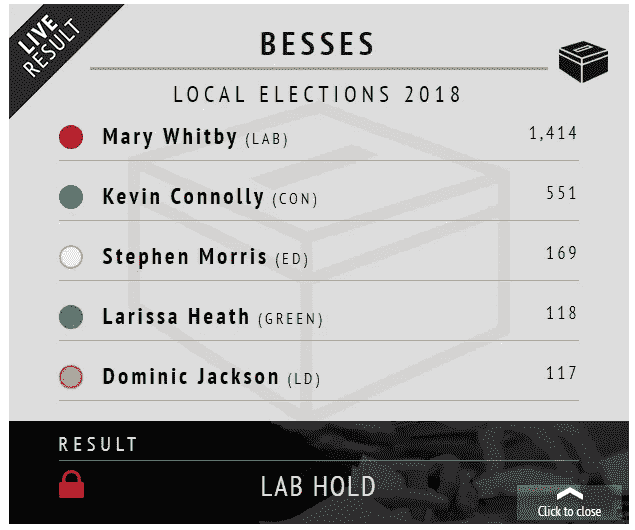 LIVE
RESULT
BESSES
LOCAL ELECTIONS 2018
Mary Whitby (LAB) 1,414
Kevin Connolly (CON) 551
Stephen Morris (ED) 169
Larissa Heath (GREEN) 118
Dominic Jackson (LD) 117
RESULT
LAB HOLD
Click to close